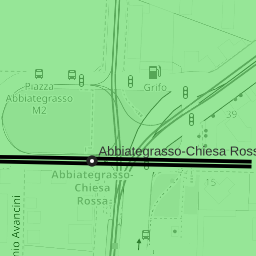 Piazza
Abbiategrasso
M2
Grifo
39
Abbiategrasso-Chiesa Ross
Abbiategrasso-
Chiesa
Rossa
15
nio Avancini